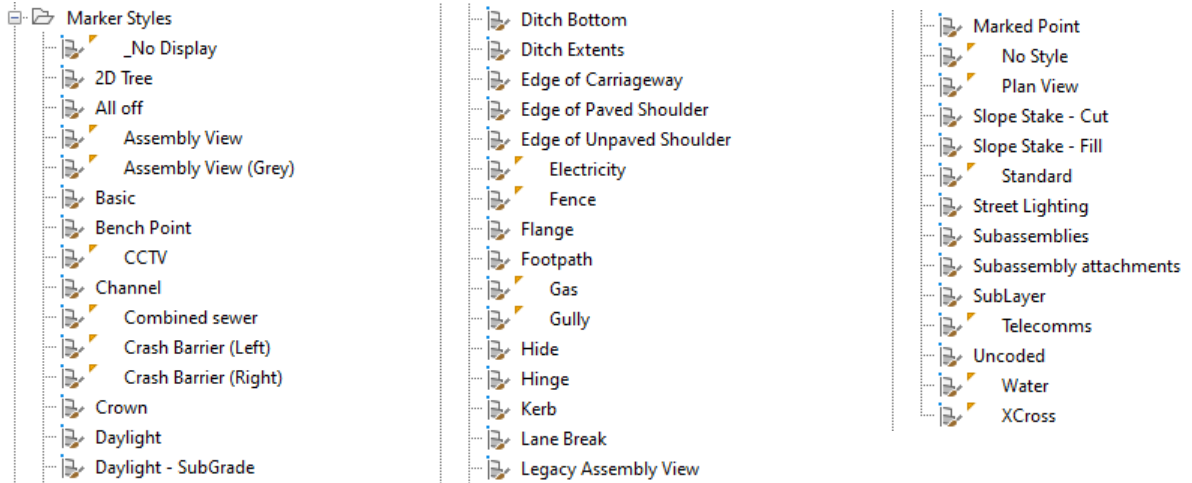 Marker Styles
_No Display
2D Tree
All off
Assembly View
Assembly View (Grey)
Basic
Bench Point
CCTV
Channel
Combined sewer
Crash Barrier (Left)
Crash Barrier (Right)
Crown
Daylight
Daylight - SubGrade
Ditch Bottom
Ditch Extents
Edge of Carriageway
Edge of Paved Shoulder
Edge of Unpaved Shoulder
Electricity
Fence
Flange
Footpath
Gas
Gully
Hide
Hinge
Kerb
Lane Break
Legacy Assembly View
Marked Point
No Style
Plan View
Slope Stake - Cut
Slope Stake - Fill
Standard
Street Lighting
Subassemblies
Subassembly attachments
SubLayer
Telecomms
Uncoded
Water
XCross